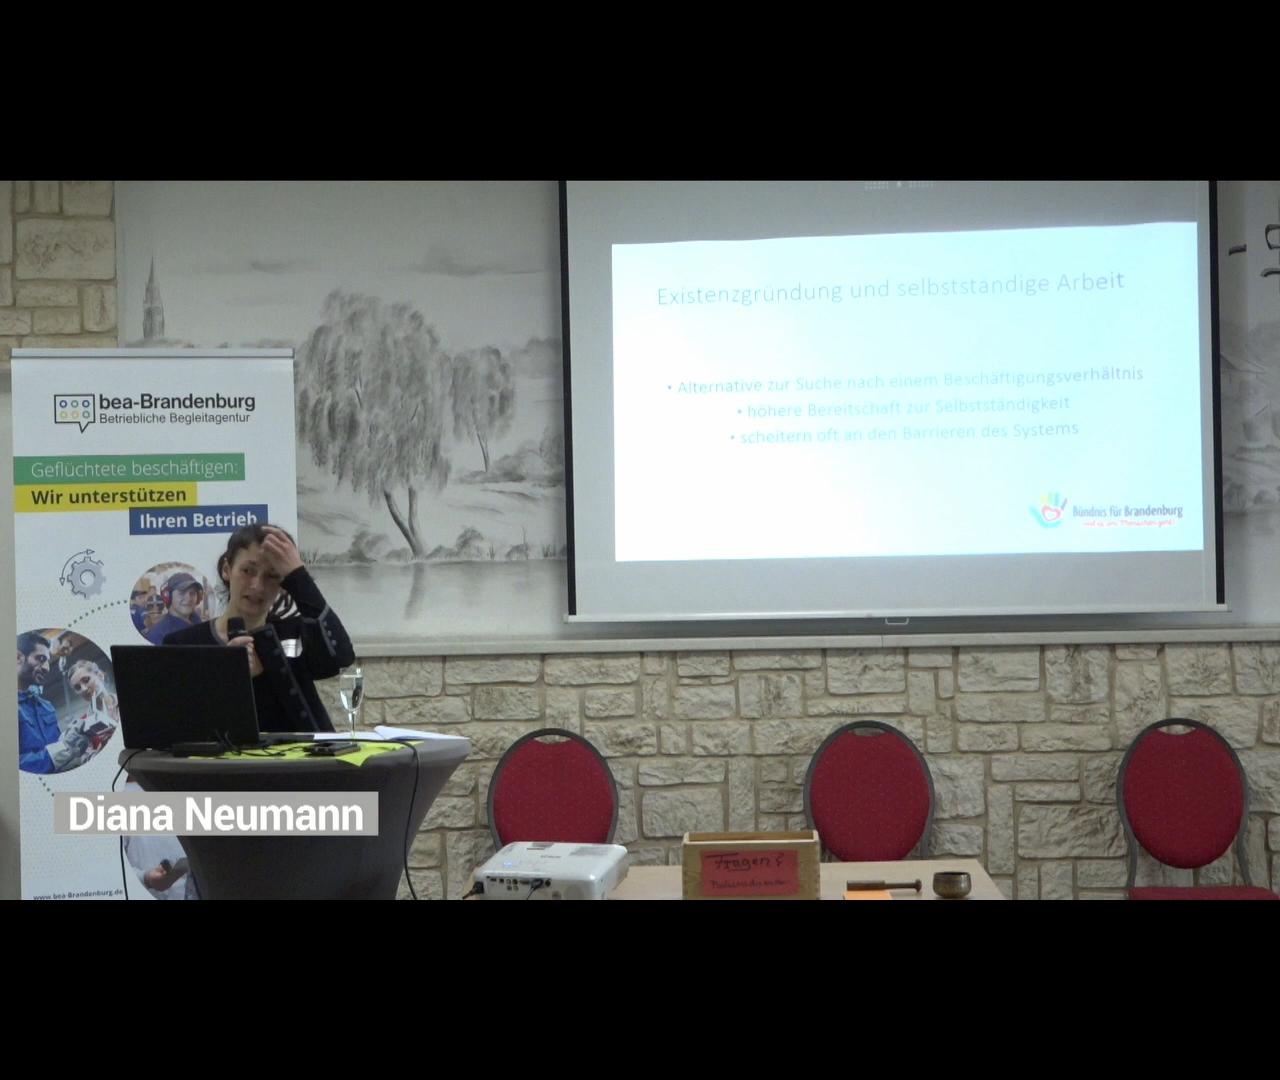 Existenzgründung und selbstständige Arbeit
• Alternative zur Suche nach einem Beschäftigungsverhältnis
• höhere Bereitschaft zur Selbstständigkeit
• scheitern oft an den Barrieren des Systems
Bündnis für Brandenburg
bea-Brandenburg
Betriebliche Begleitagentur
Geflüchtete beschäftigen:
Wir unterstützen
Ihren Betrieb
Diana Neumann
www.bea-Brandenburg.de
Fragen?